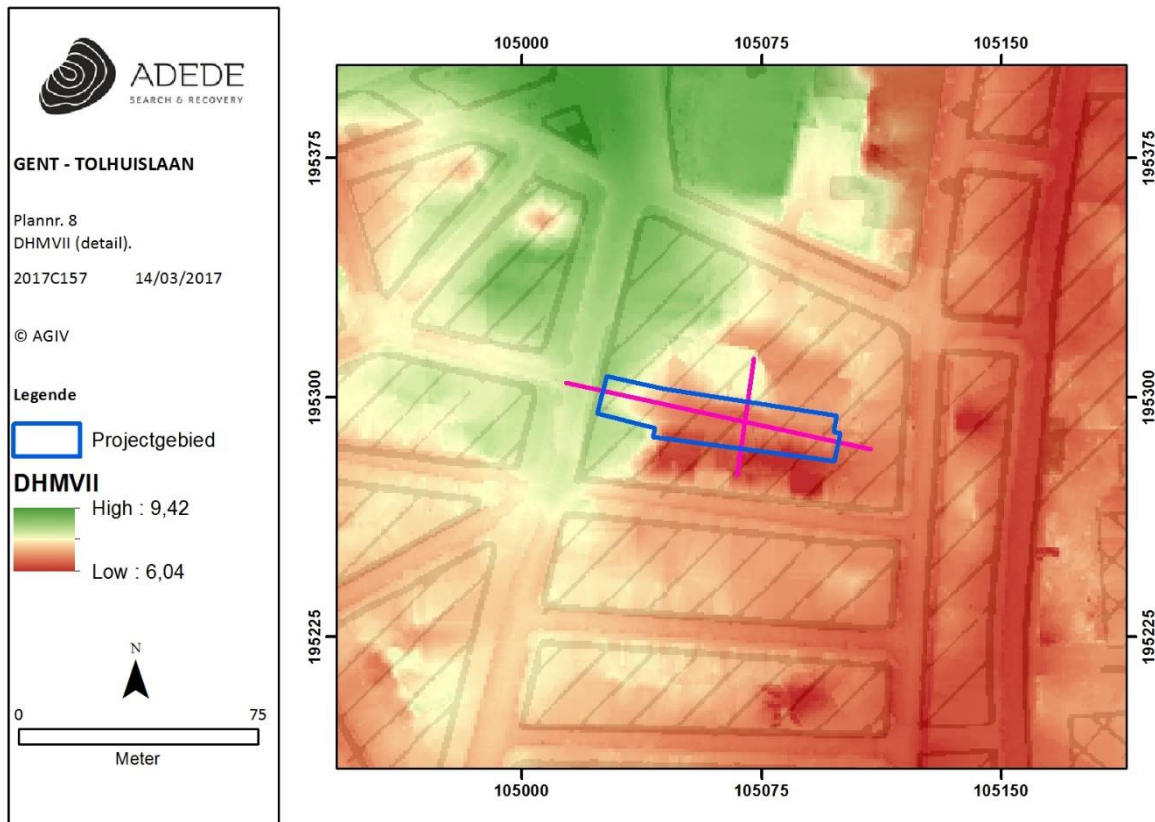 ADEDE
SEARCH & RECOVERY
GENT - TOLHUISLAAN
Plannr. 8
DHMVII (detail).
2017C157 14/03/2017
© AGIV
Legende
Projectgebied
DHMVII
High : 9,42
Low : 6,04
N
0 75
Meter
105000 105075 105150
195375 195375
195300 195300
195225 195225
105000 105075 105150